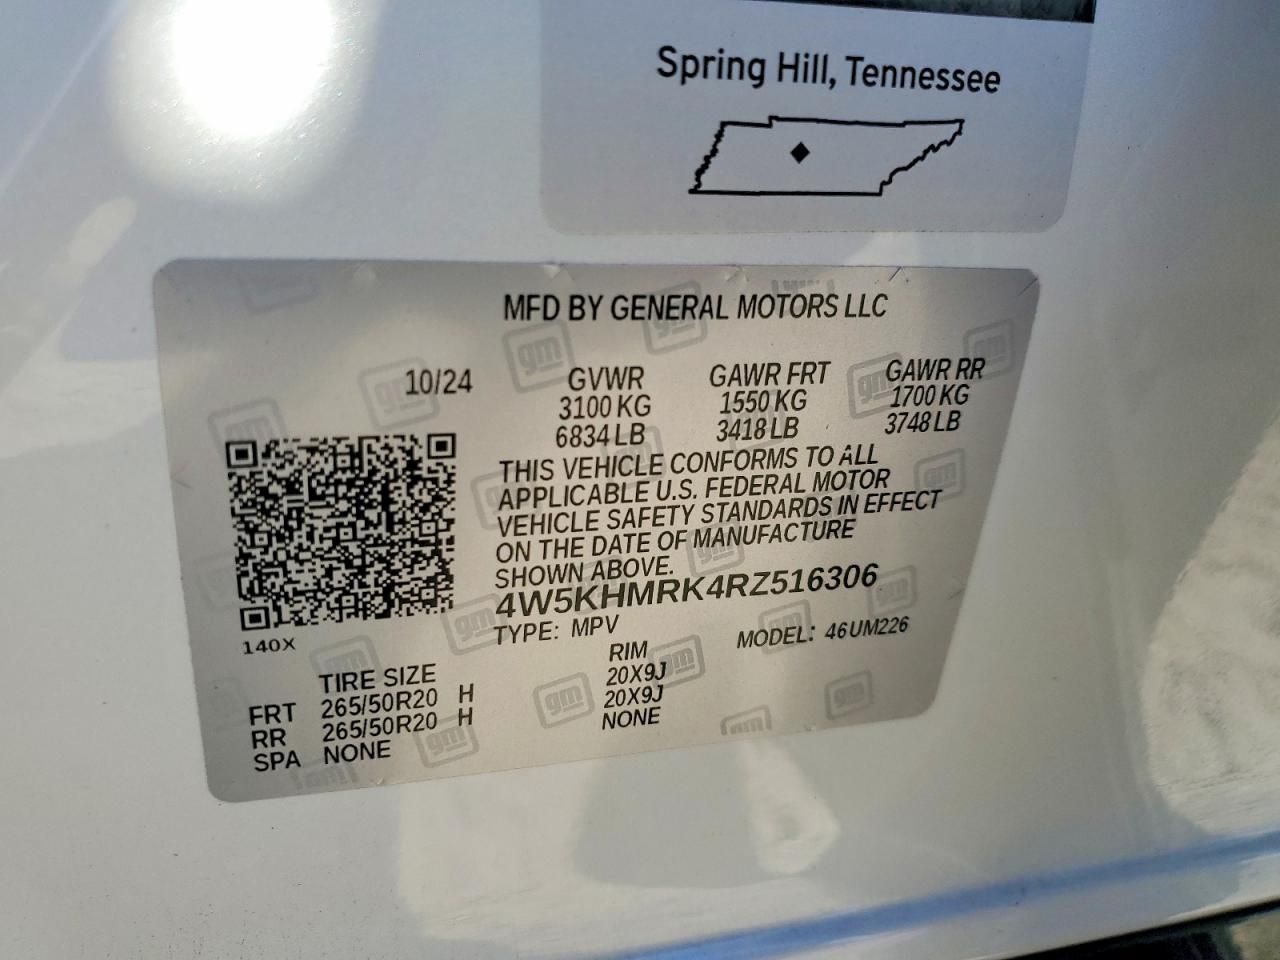 Spring Hill, Tennessee
MFD BY GENERAL MOTORS LLC
10/24 GVWR GAWR FRT GAWR RR
3100 KG 1550 KG 1700 KG
6834 LB 3418 LB 3748 LB
THIS VEHICLE CONFORMS TO ALL
APPLICABLE U.S. FEDERAL MOTOR
VEHICLE SAFETY STANDARDS IN EFFECT
ON THE DATE OF MANUFACTURE
SHOWN ABOVE.
4W5KHMRK4RZ516306
TYPE: MPV MODEL: 46UM226
140X
TIRE SIZE RIM
FRT 265/50R20 H 20X9J
RR 265/50R20 H 20X9J
SPA NONE NONE